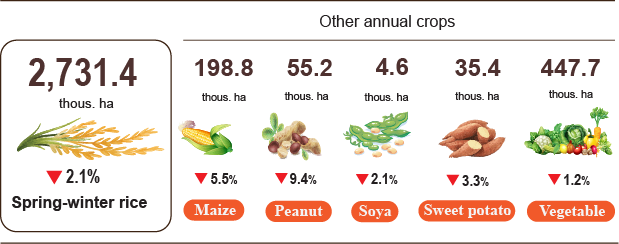 Other annual crops
2,731.4
thous. ha
▼ 2.1%
Spring-winter rice
198.8
thous. ha
▼ 5.5%
Maize
55.2
thous. ha
▼ 9.4%
Peanut
4.6
thous. ha
▼ 2.1%
Soya
35.4
thous. ha
▼ 3.3%
Sweet potato
447.7
thous. ha
▼ 1.2%
Vegetable